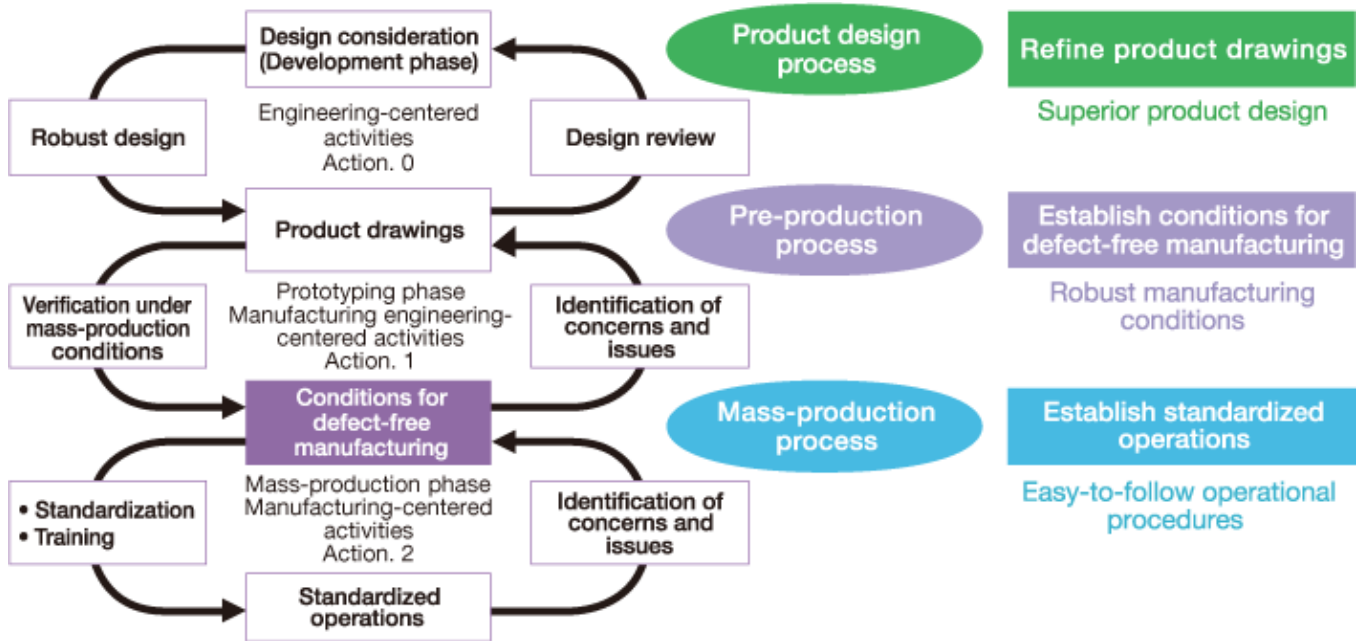 Design consideration
(Development phase)
Product design
process
Refine product drawings
Superior product design
Robust design
Engineering-centered
activities
Action. 0
Design review
Product drawings
Pre-production
process
Establish conditions for
defect-free manufacturing
Robust manufacturing
conditions
Verification under
mass-production
conditions
Prototyping phase
Manufacturing engineering-
centered activities
Action. 1
Identification of
concerns and
issues
Conditions for
defect-free
manufacturing
Mass-production
process
Establish standardized
operations
Easy-to-follow operational
procedures
• Standardization
• Training
Mass-production phase
Manufacturing-centered
activities
Action. 2
Identification of
concerns and
issues
Standardized
operations